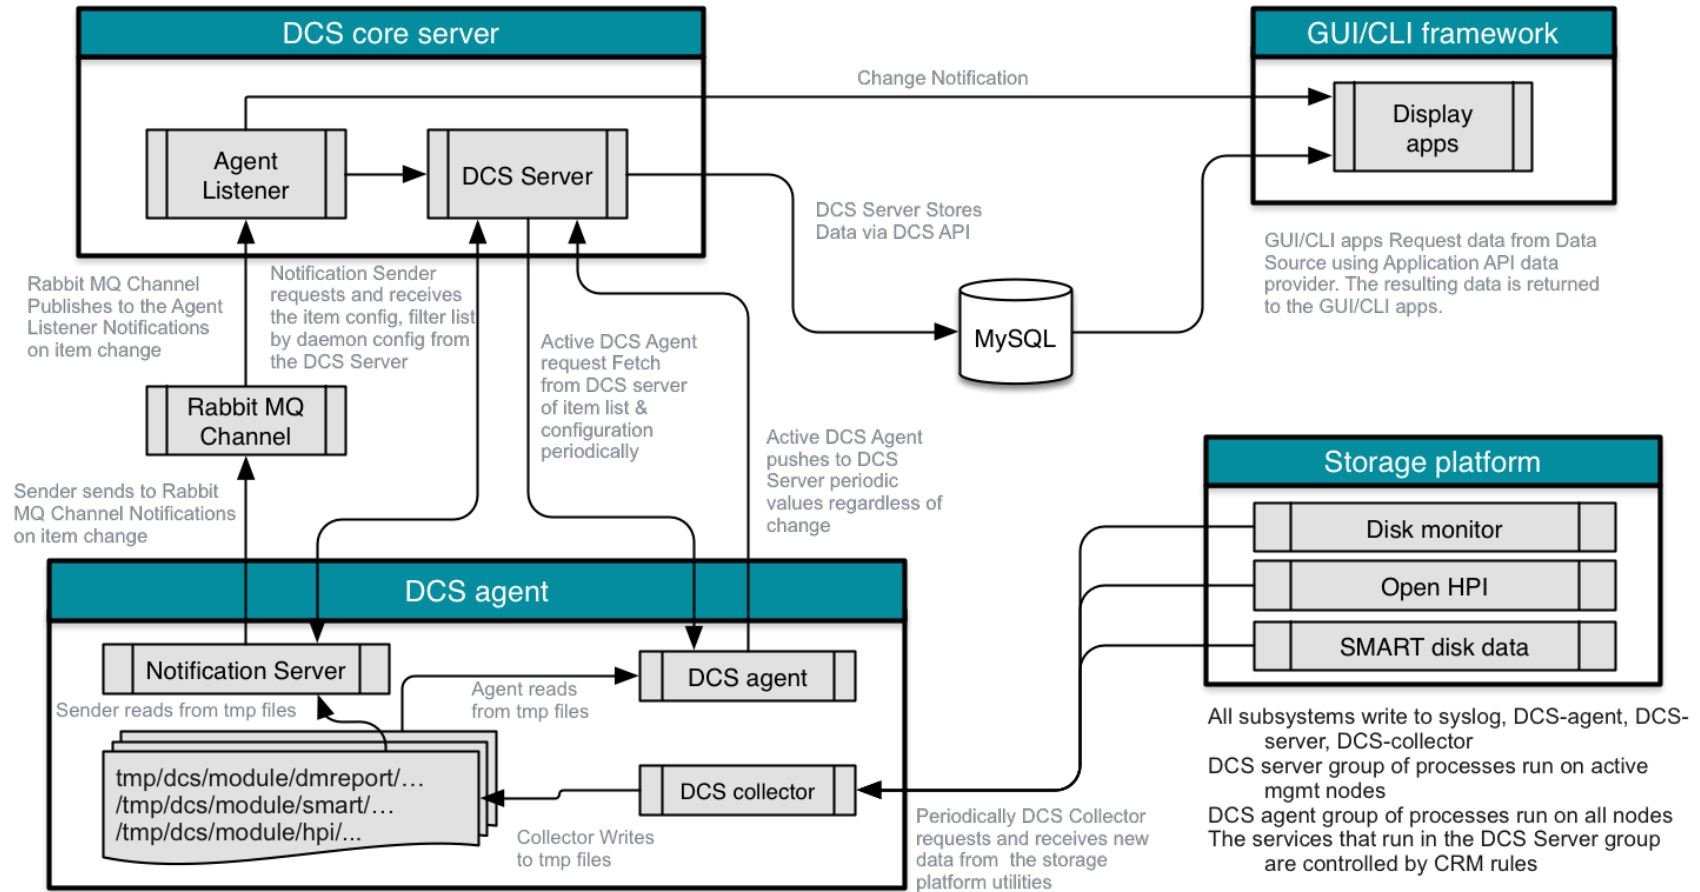 DCS core server
GUI/CLI framework
Change Notification
Display
apps
Agent
Listener
DCS Server
DCS Server Stores
Data via DCS API
GUI/CLI apps Request data from Data
Source using Application API data
provider. The resulting data is returned
to the GUI/CLI apps.
Rabbit MQ Channel
Publishes to the Agent
Listener Notifications
on item change
Notification Sender
requests and receives
the item config, filter list
by daemon config from
the DCS Server
Active DCS Agent
request Fetch
from DCS server
of item list &
configuration
periodically
MySQL
Rabbit MQ
Channel
Active DCS Agent
pushes to DCS
Server periodic
values regardless of
change
Sender sends to Rabbit
MQ Channel Notifications
on item change
Storage platform
Disk monitor
Open HPI
SMART disk data
DCS agent
Notification Server
Sender reads from tmp files
Agent reads
from tmp files
DCS agent
tmp/dcs/module/dmreport/…
/tmp/dcs/module/smart/…
/tmp/dcs/module/hpi/...
DCS collector
Collector Writes
to tmp files
Periodically DCS Collector
requests and receives new
data from the storage
platform utilities
All subsystems write to syslog, DCS-agent, DCS-
server, DCS-collector
DCS server group of processes run on active
mgmt nodes
DCS agent group of processes run on all nodes
The services that run in the DCS Server group
are controlled by CRM rules